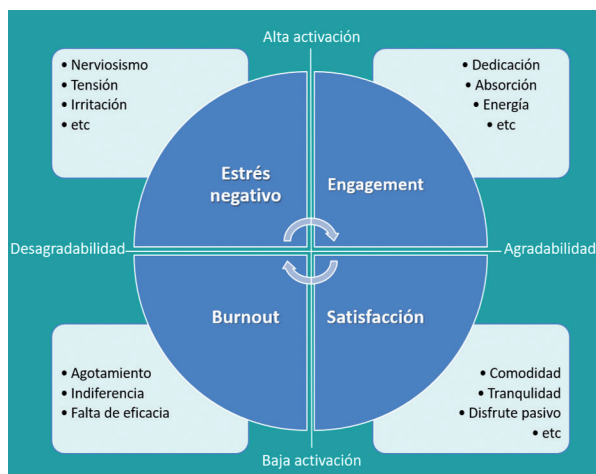 Alta activación
• Nerviosismo
• Tensión
• Irritación
• etc
• Dedicación
• Absorción
• Energía
• etc
Estrés
negativo
Engagement
Desagradabilidad
Agradabilidad
Burnout
Satisfacción
• Agotamiento
• Indiferencia
• Falta de eficacia
• Comodidad
• Tranqulidad
• Disfrute pasivo
• etc
Baja activación